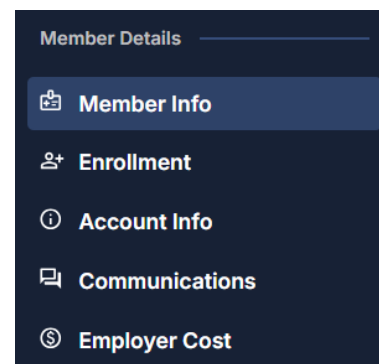 Member Details
Member Info
Enrollment
Account Info
Communications
Employer Cost